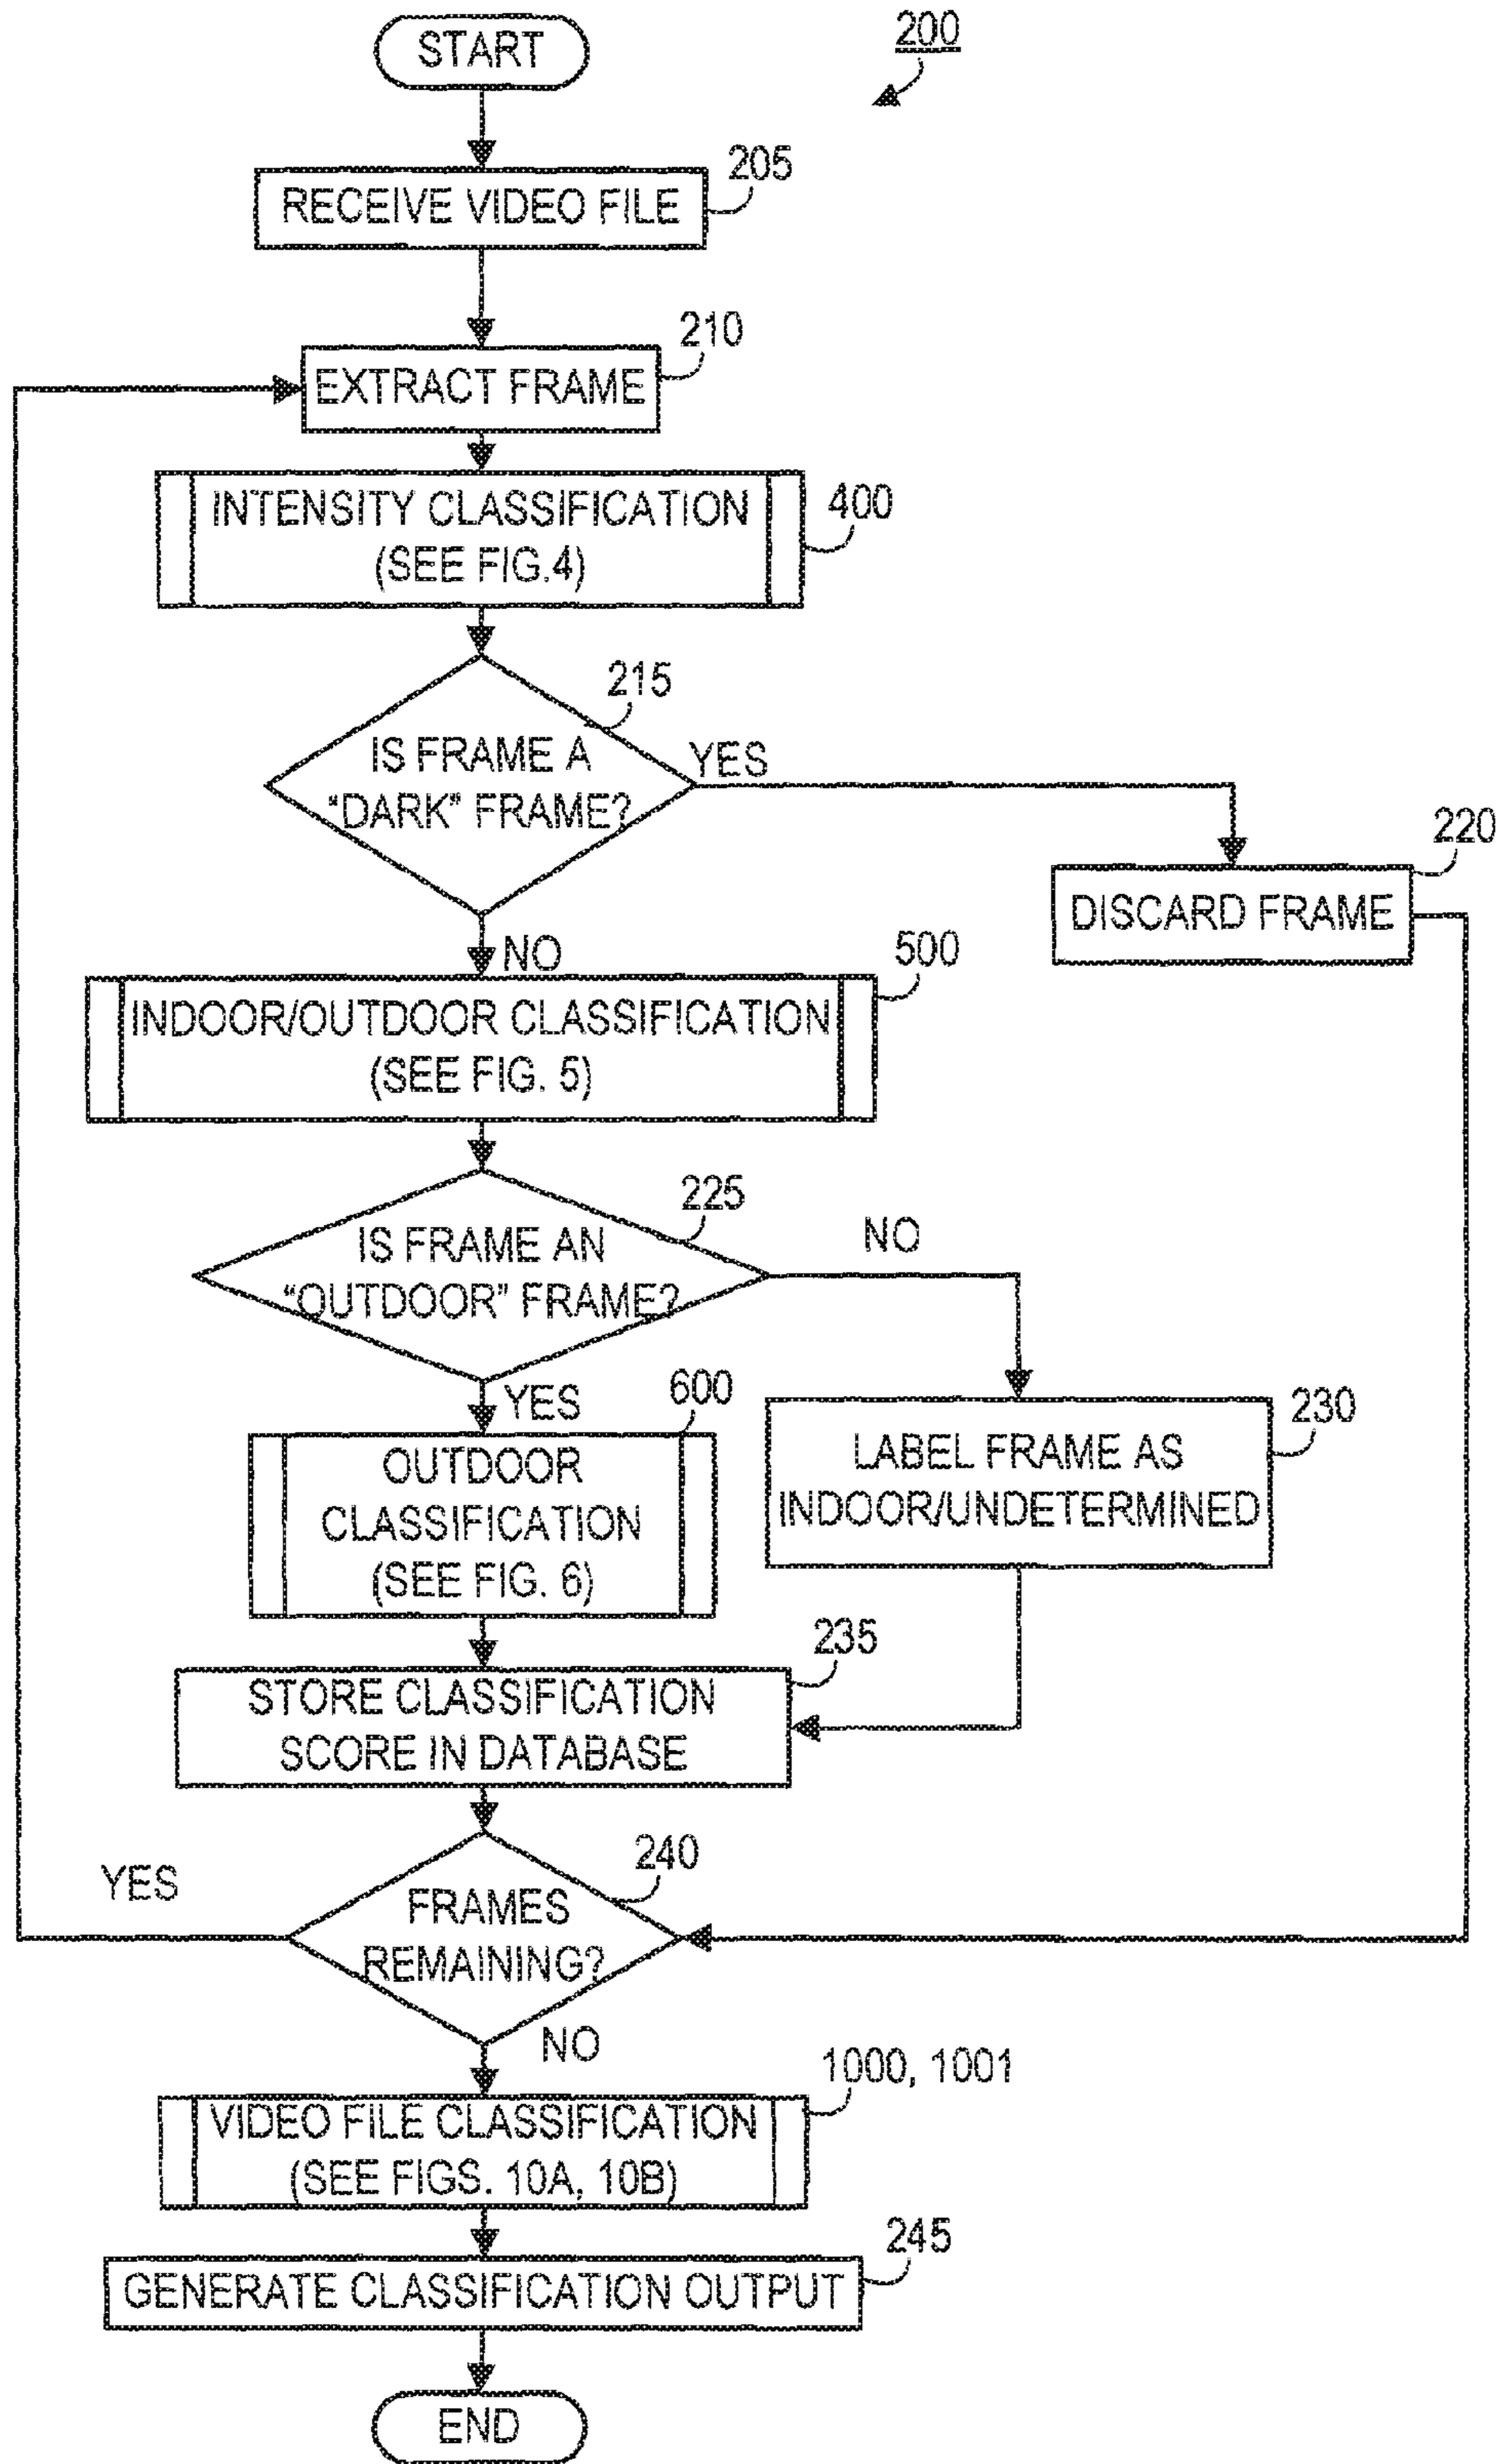 START
200
RECEIVE VIDEO FILE
205
EXTRACT FRAME
210
INTENSITY CLASSIFICATION
(SEE FIG.4)
400
IS FRAME A
"DARK" FRAME?
215
YES
DISCARD FRAME
220
NO
INDOOR/OUTDOOR CLASSIFICATION
(SEE FIG. 5)
500
IS FRAME AN
"OUTDOOR" FRAME?
225
NO
YES
OUTDOOR
CLASSIFICATION
(SEE FIG. 6)
600
LABEL FRAME AS
INDOOR/UNDETERMINED
230
STORE CLASSIFICATION
SCORE IN DATABASE
235
FRAMES
REMAINING?
240
YES
NO
VIDEO FILE CLASSIFICATION
(SEE FIGS. 10A, 10B)
1000, 1001
GENERATE CLASSIFICATION OUTPUT
245
END